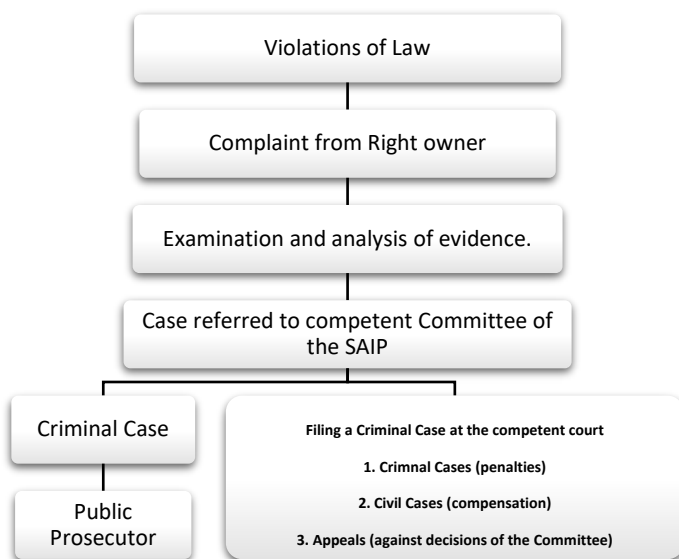 Violations of Law
Complaint from Right owner
Examination and analysis of evidence.
Case referred to competent Committee of
the SAIP
Criminal Case
Public
Prosecutor
Filing a Criminal Case at the competent court
1. Crimnal Cases (penalties)
2. Civil Cases (compensation)
3. Appeals (against decisions of the Committee)